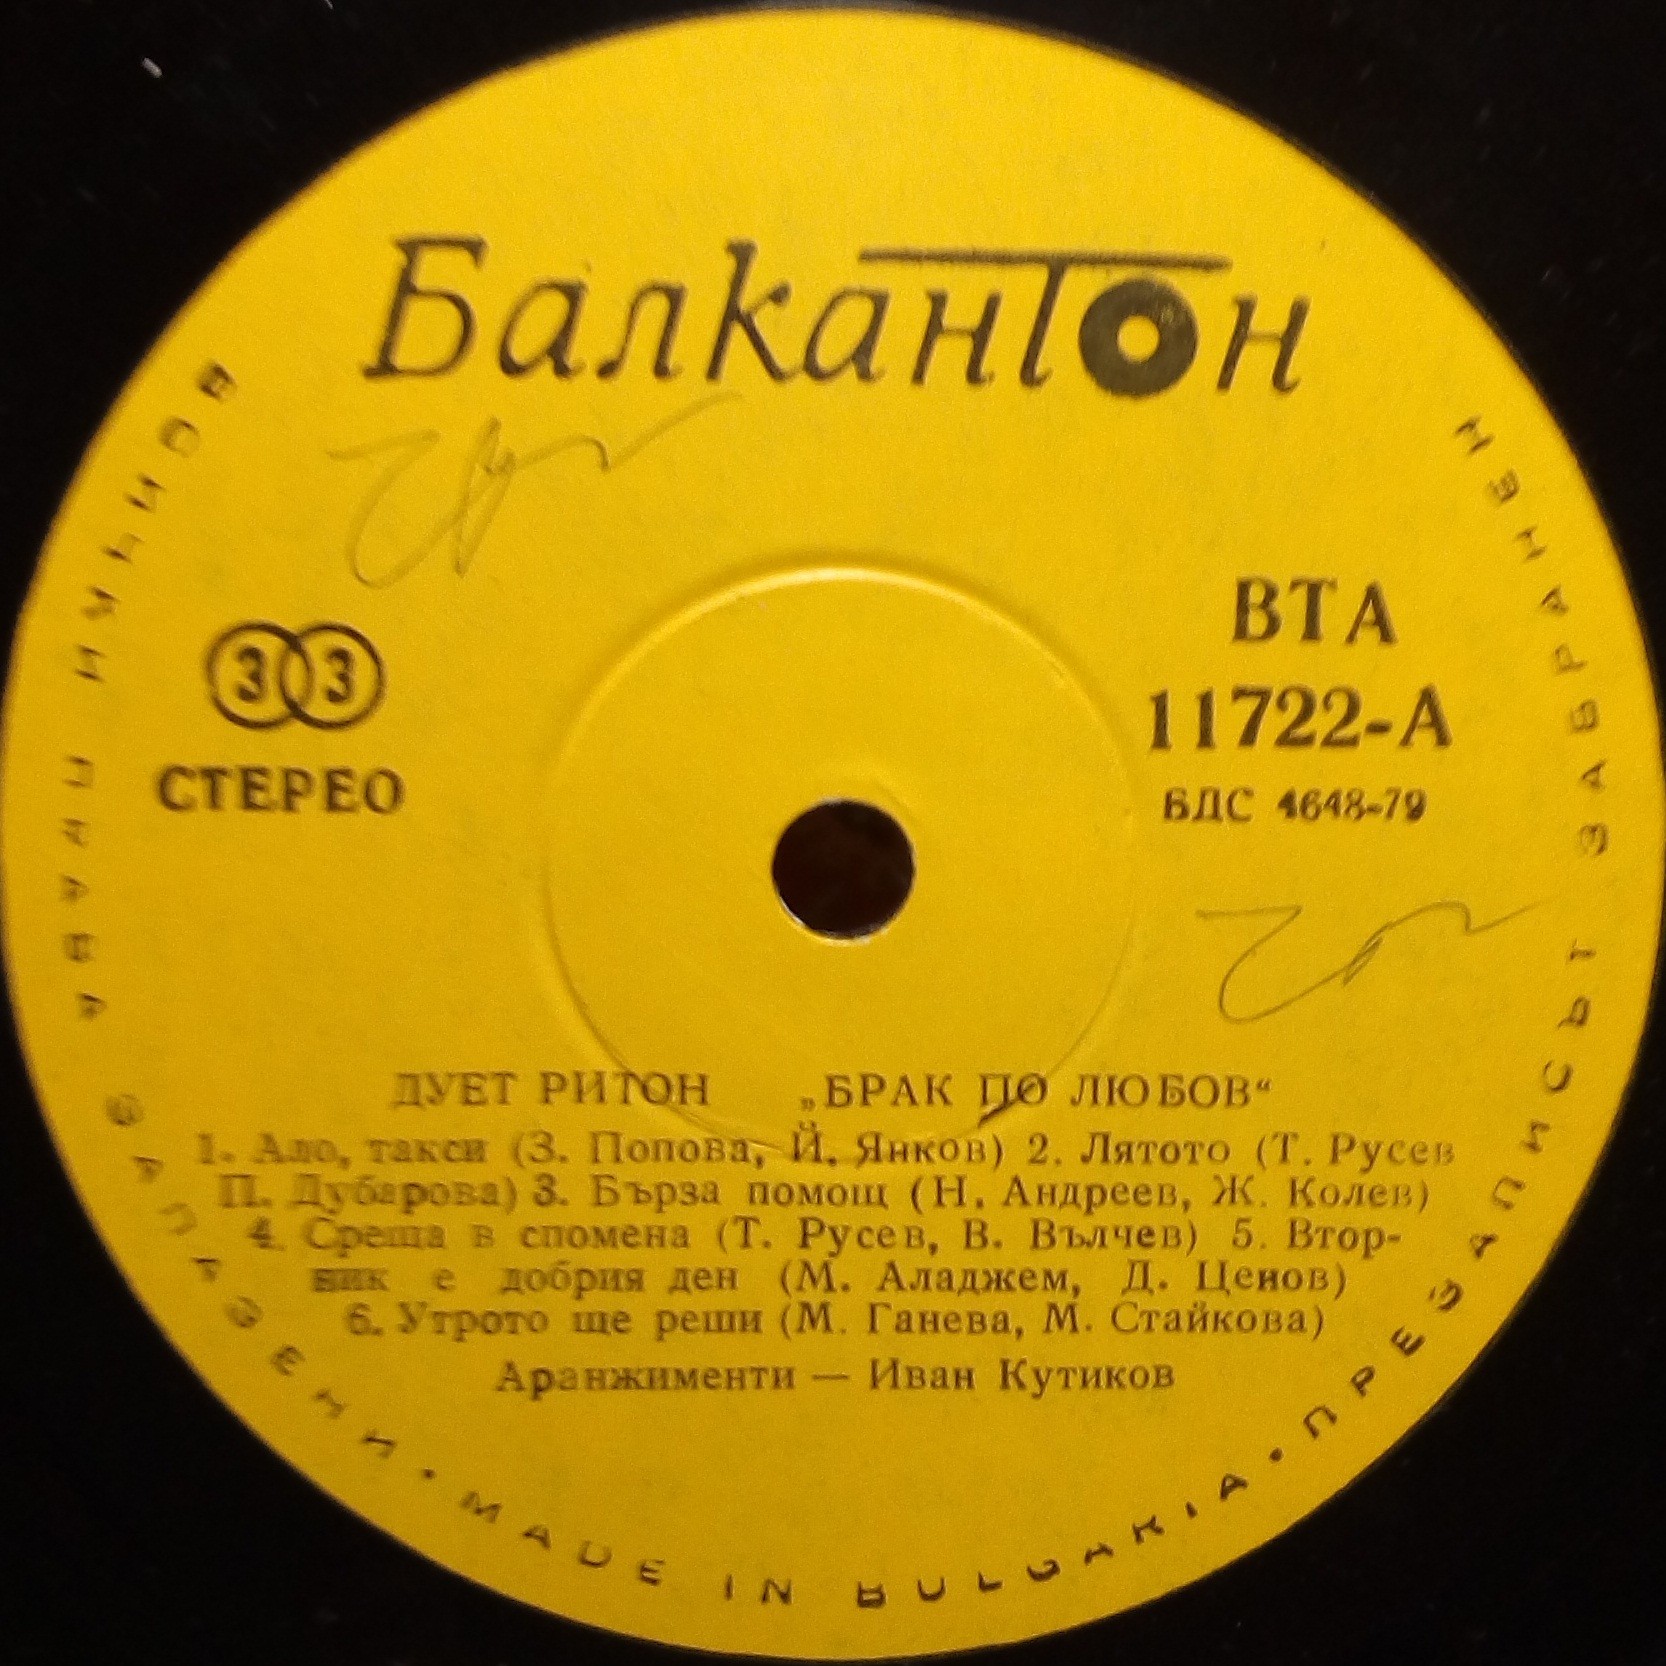 Балкантон
33
СТЕРЕО
ВТА
11722-А
БДС 4648-79
ДУЕТ РИТОН „БРАК ПО ЛЮБОВ“
1. Ало, такси (З. Попова, Й. Янков) 2. Лятото (Т. Русев
П. Дубарова) 3. Бърза помощ (Н. Андреев, Ж. Колев)
4. Среща в спомена (Т. Русев, В. Вълчев) 5. Втор-
ник е добрия ден (М. Аладжем, Д. Ценов)
6. Утрото ще реши (М. Ганева, М. Стайкова)
Аранжименти — Иван Кутиков
ЗАПАЗЕНИ • MADE IN BULGARIA • ПРЕЗАПИСЪТ ЗАБРАНЕН